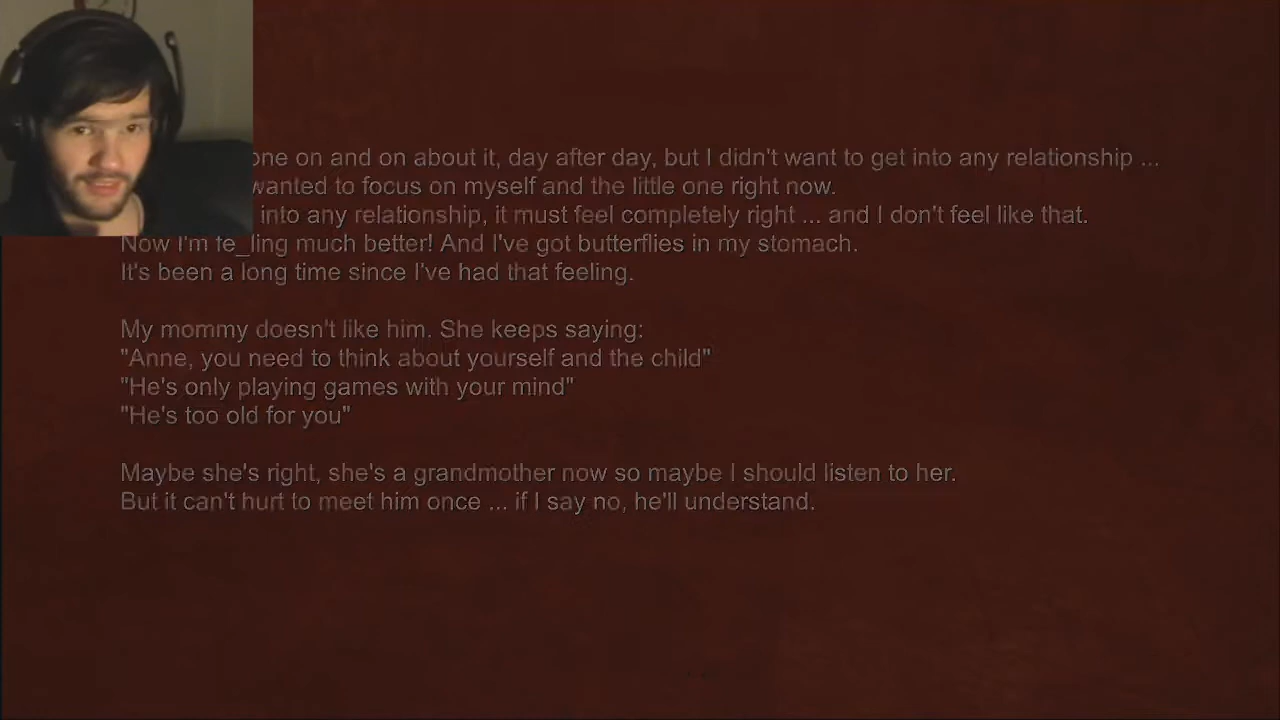 one on and on about it, day after day, but I didn't want to get into any relationship ...
wanted to focus on myself and the little one right now.
into any relationship, it must feel completely right ... and I don't feel like that.
Now I'm fe_ling much better! And I've got butterflies in my stomach.
It's been a long time since I've had that feeling.
My mommy doesn't like him. She keeps saying:
"Anne, you need to think about yourself and the child"
"He's only playing games with your mind"
"He's too old for you"
Maybe she's right, she's a grandmother now so maybe I should listen to her.
But it can't hurt to meet him once ... if I say no, he'll understand.